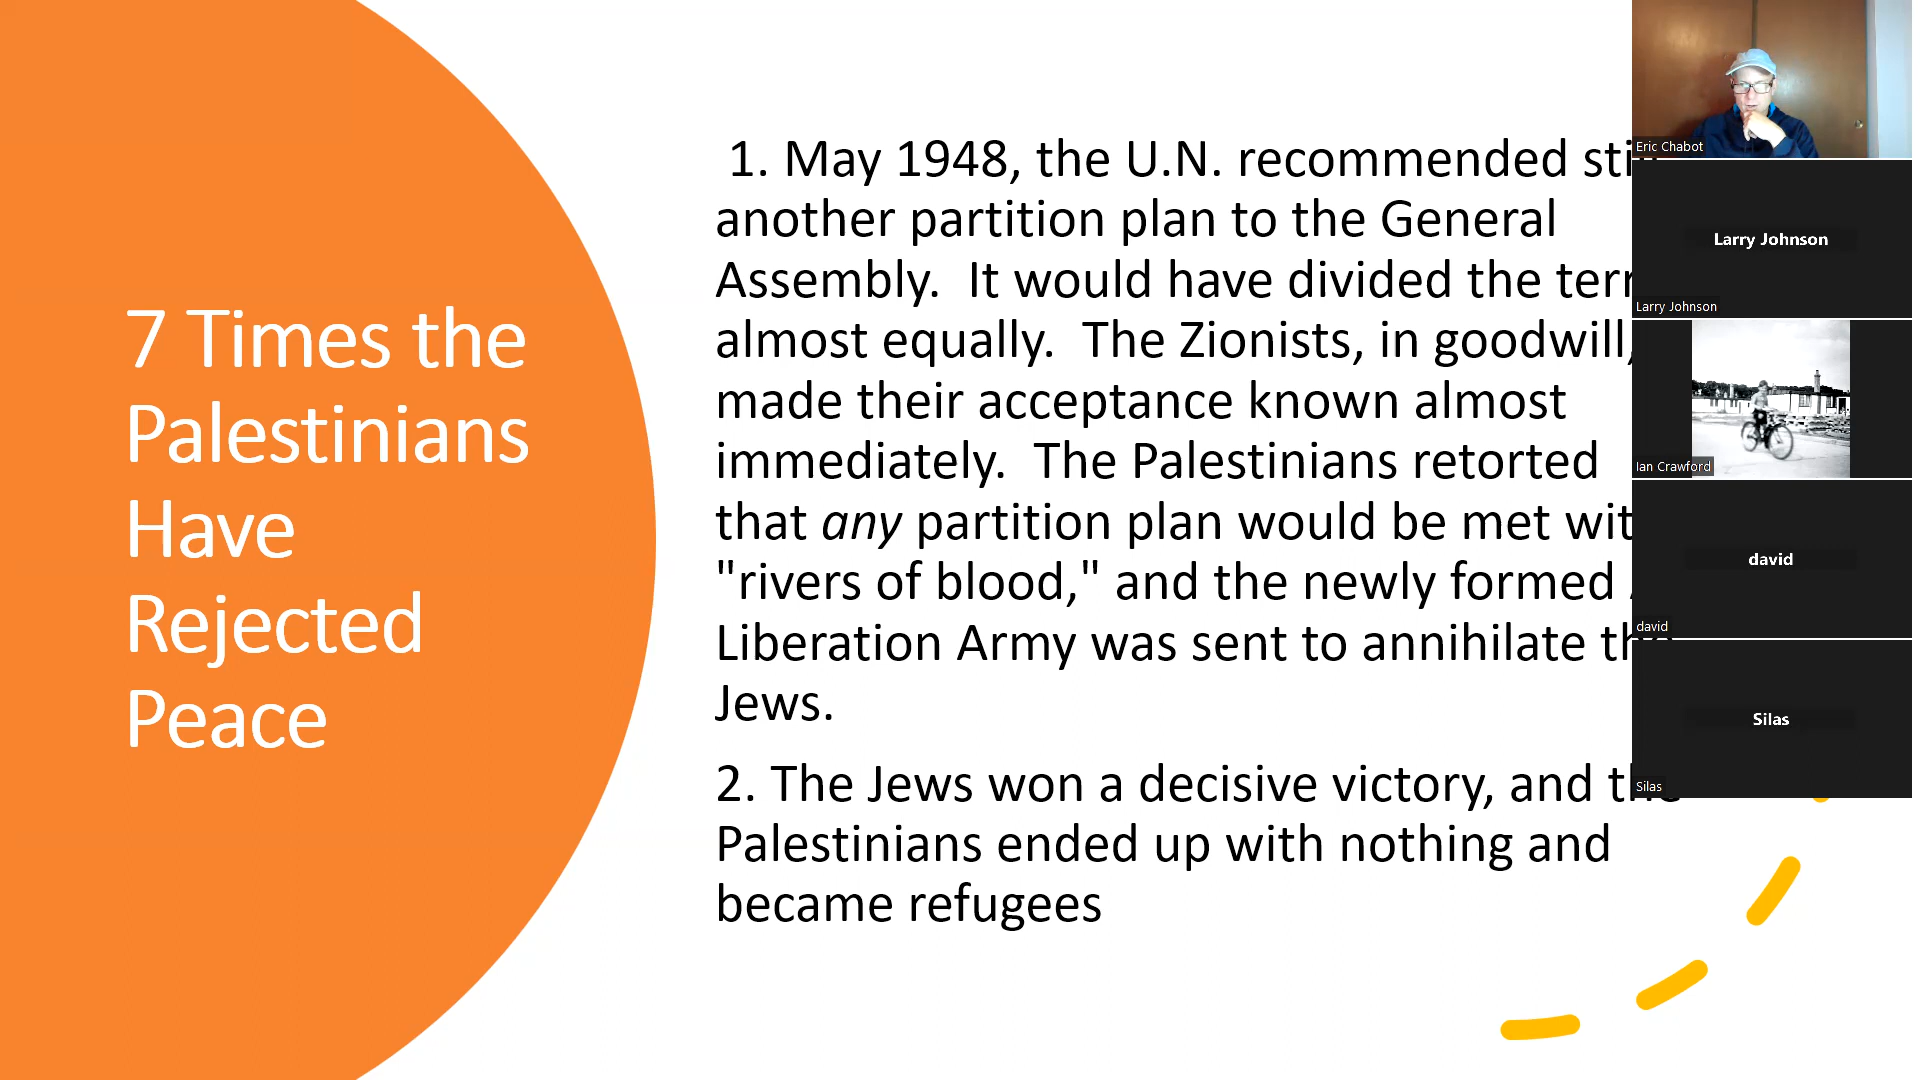 7 Times the
Palestinians
Have
Rejected
Peace
1. May 1948, the U.N. recommended
another partition plan to the General
Assembly.  It would have divided the
almost equally.  The Zionists, in goodwill,
made their acceptance known almost
immediately.  The Palestinians retorted
that any partition plan would be met
"rivers of blood," and the newly formed
Liberation Army was sent to annihilate the
Jews.
2. The Jews won a decisive victory, and the
Palestinians ended up with nothing and
became refugees
Eric Chabot
Larry Johnson
Larry Johnson
Ian Crawford
david
david
Silas
Silas